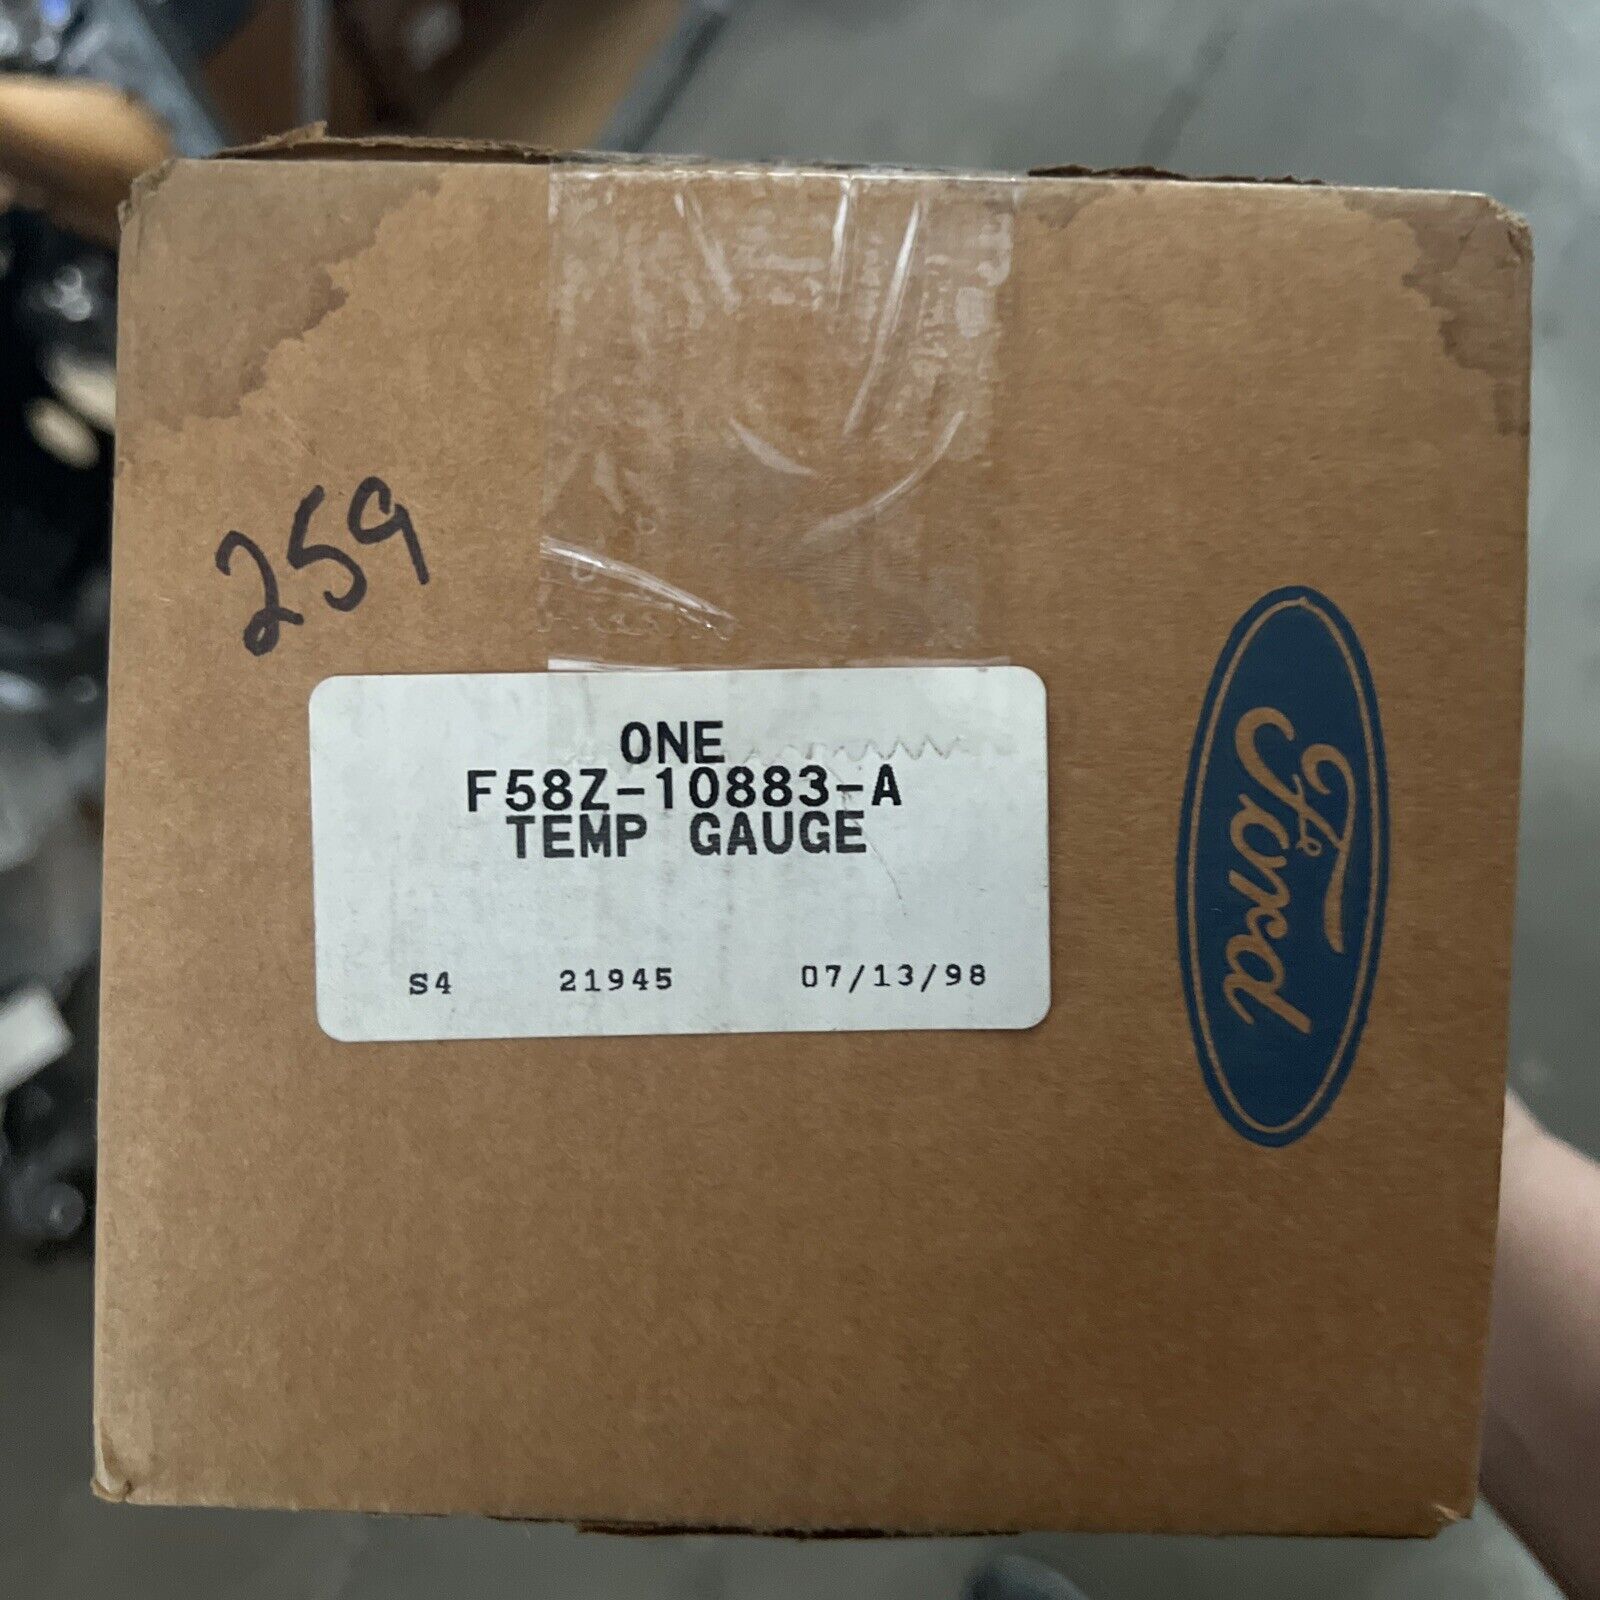 259
ONE
F58Z-10883-A
TEMP GAUGE
S4 21945 07/13/98
Ford